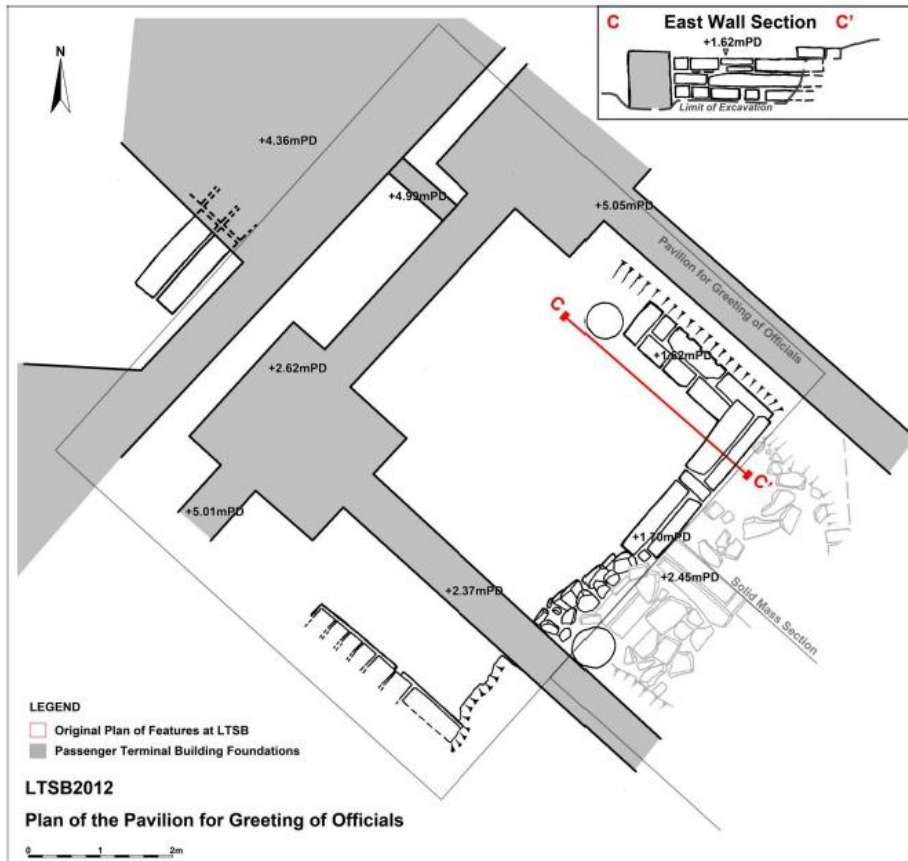 C East Wall Section C’
+1.62mPD
Limit of Excavation
N
+4.36mPD
+4.99mPD
+5.05mPD
Pavilion for Greeting of Officials
C
+1.62mPD
+2.62mPD
C’
+5.01mPD
+1.70mPD
+2.45mPD
Solid Mass Section
+2.37mPD
LEGEND
Original Plan of Features at LTSB
Passenger Terminal Building Foundations
LTSB2012
Plan of the Pavilion for Greeting of Officials
0 1 2m